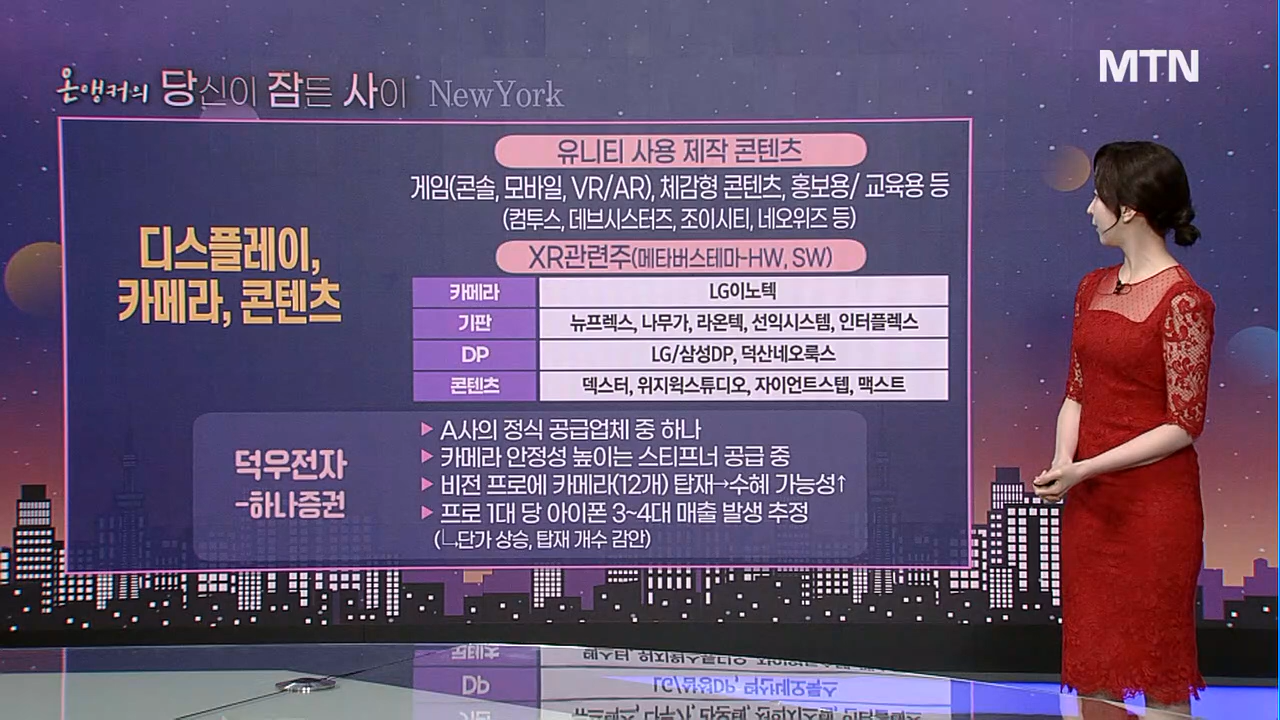 MTN
온앵커의 당신이 잠든 사이 NewYork
디스플레이,
카메라, 콘텐츠
유니티 사용 제작 콘텐츠
게임(콘솔, 모바일, VR/AR), 체감형 콘텐츠, 홍보용/ 교육용 등
(컴투스, 데브시스터즈, 조이시티, 네오위즈 등)
XR관련주(메타버스테마-HW, SW)
카메라 LG이노텍
기판 뉴프렉스, 나무가, 라온텍, 선익시스템, 인터플렉스
DP LG/삼성DP, 덕산네오룩스
콘텐츠 덱스터, 위지윅스튜디오, 자이언트스텝, 맥스트
덕우전자
-하나증권
▶ A사의 정식 공급업체 중 하나
▶ 카메라 안정성 높이는 스티프너 공급 중
▶ 비전 프로에 카메라(12개) 탑재→수혜 가능성↑
▶ 프로 1대 당 아이폰 3~4대 매출 발생 추정
(ㄴ단가 상승, 탑재 개수 감안)